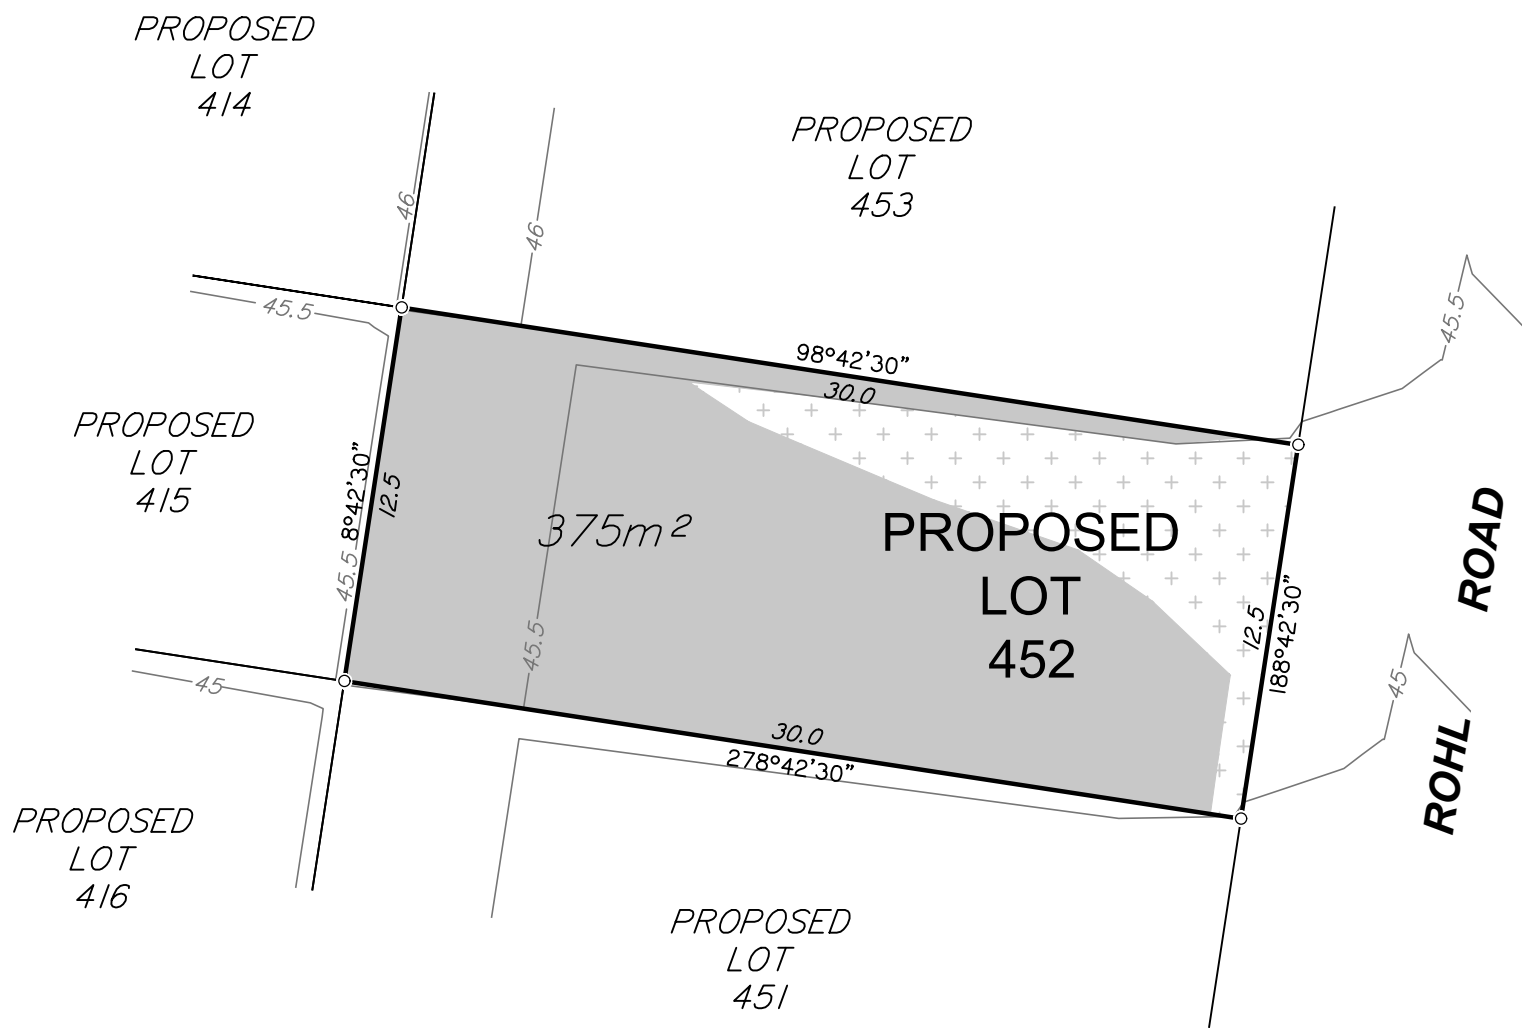 PROPOSED
LOT
414
PROPOSED
LOT
453
46
46
45.5
45.5
98°42'30"
30.0
PROPOSED
LOT
415
8°42'30"
12.5
45.5
375m²
45.5
PROPOSED
LOT
452
12.5
188°42'30"
ROHL ROAD
45
45
30.0
278°42'30"
PROPOSED
LOT
416
PROPOSED
LOT
451